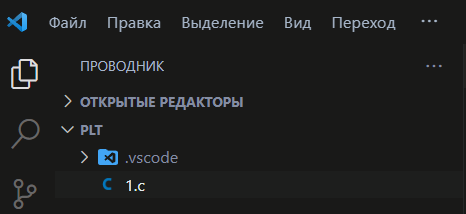 Файл Правка Выделение Вид Переход ···
ПРОВОДНИК ···
ОТКРЫТЫЕ РЕДАКТОРЫ
PLT
.vscode
C 1.c